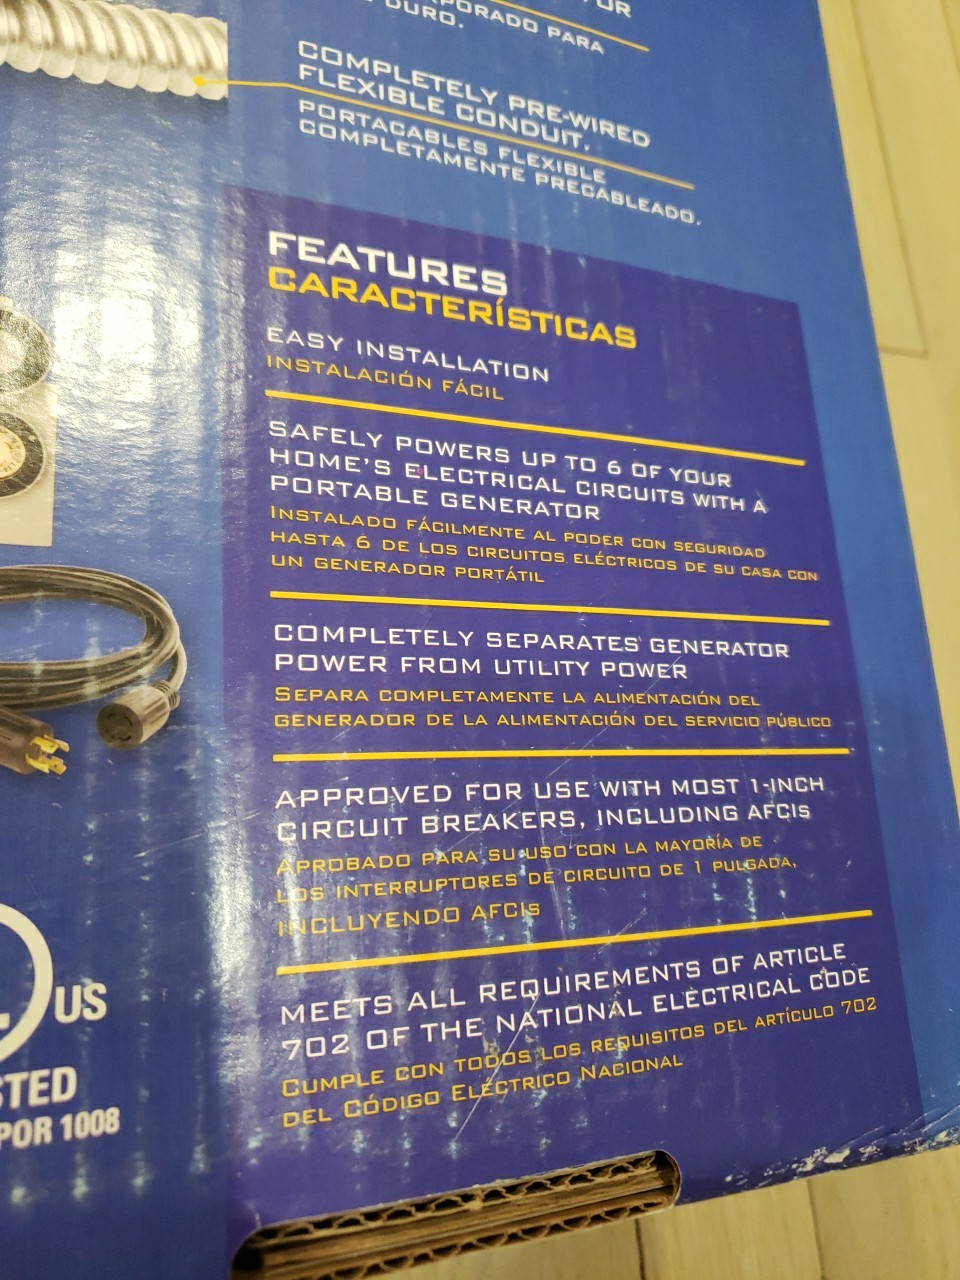 PORADO PARA
DURO.
COMPLETELY PRE-WIRED
FLEXIBLE CONDUIT.
PORTACABLES FLEXIBLE
COMPLETAMENTE PRECABLEADO.
FEATURES
CARACTERÍSTICAS
EASY INSTALLATION
INSTALACIÓN FÁCIL
SAFELY POWERS UP TO 6 OF YOUR
HOME'S ELECTRICAL CIRCUITS WITH A
PORTABLE GENERATOR
INSTALADO FÁCILMENTE AL PODER CON SEGURIDAD
HASTA 6 DE LOS CIRCUITOS ELÉCTRICOS DE SU CASA CON
UN GENERADOR PORTÁTIL
COMPLETELY SEPARATES GENERATOR
POWER FROM UTILITY POWER
SEPARA COMPLETAMENTE LA ALIMENTACIÓN DEL
GENERADOR DE LA ALIMENTACIÓN DEL SERVICIO PÚBLICO
APPROVED FOR USE WITH MOST 1-INCH
CIRCUIT BREAKERS, INCLUDING AFCIs
APROBADO PARA SU USO CON LA MAYORÍA DE
LOS INTERRUPTORES DE CIRCUITO DE 1 PULGADA,
INCLUYENDO AFCIs
MEETS ALL REQUIREMENTS OF ARTICLE
702 OF THE NATIONAL ELECTRICAL CODE
CUMPLE CON TODOS LOS REQUISITOS DEL ARTÍCULO 702
DEL CÓDIGO ELÉCTRICO NACIONAL
US
STED
POR 1008